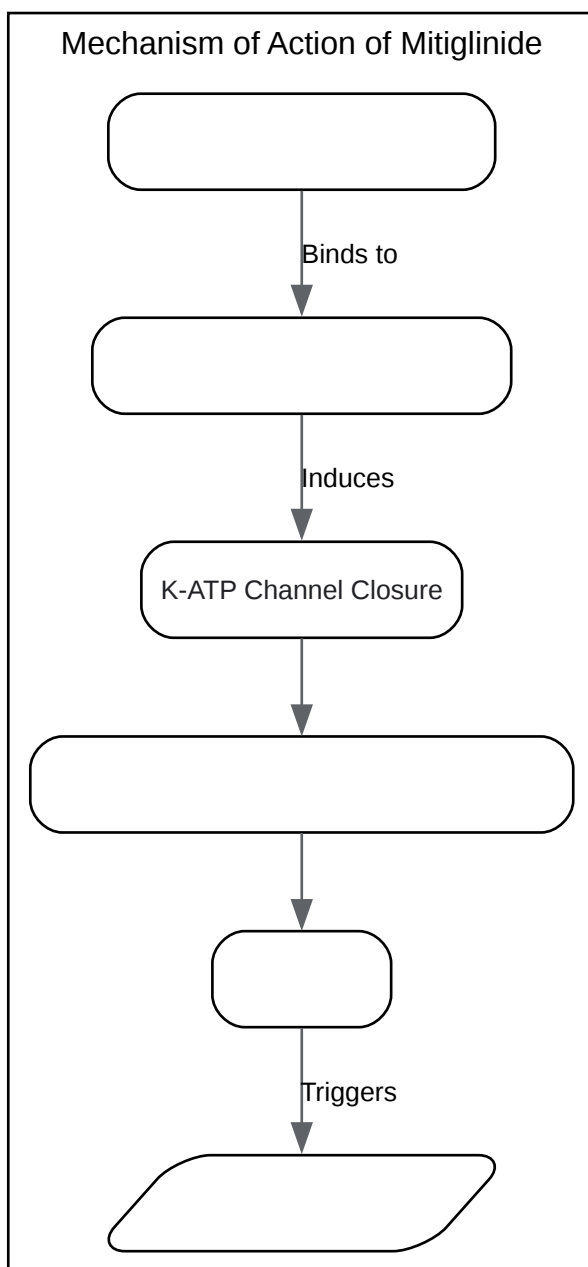 Mechanism of Action of Mitiglinide
Binds to
Induces
K-ATP Channel Closure
Triggers